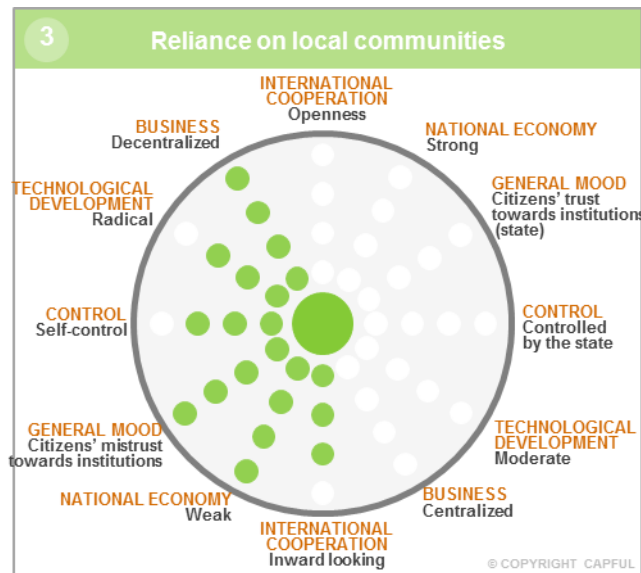 3
Reliance on local communities
INTERNATIONAL
COOPERATION
Openness
BUSINESS
Decentralized
NATIONAL ECONOMY
Strong
TECHNOLOGICAL
DEVELOPMENT
Radical
GENERAL MOOD
Citizens' trust
towards institutions
(state)
CONTROL
Self-control
CONTROL
Controlled
by the state
GENERAL MOOD
Citizens' mistrust
towards institutions
TECHNOLOGICAL
DEVELOPMENT
Moderate
NATIONAL ECONOMY
Weak
BUSINESS
Centralized
INTERNATIONAL
COOPERATION
Inward looking
© COPYRIGHT CAPFUL